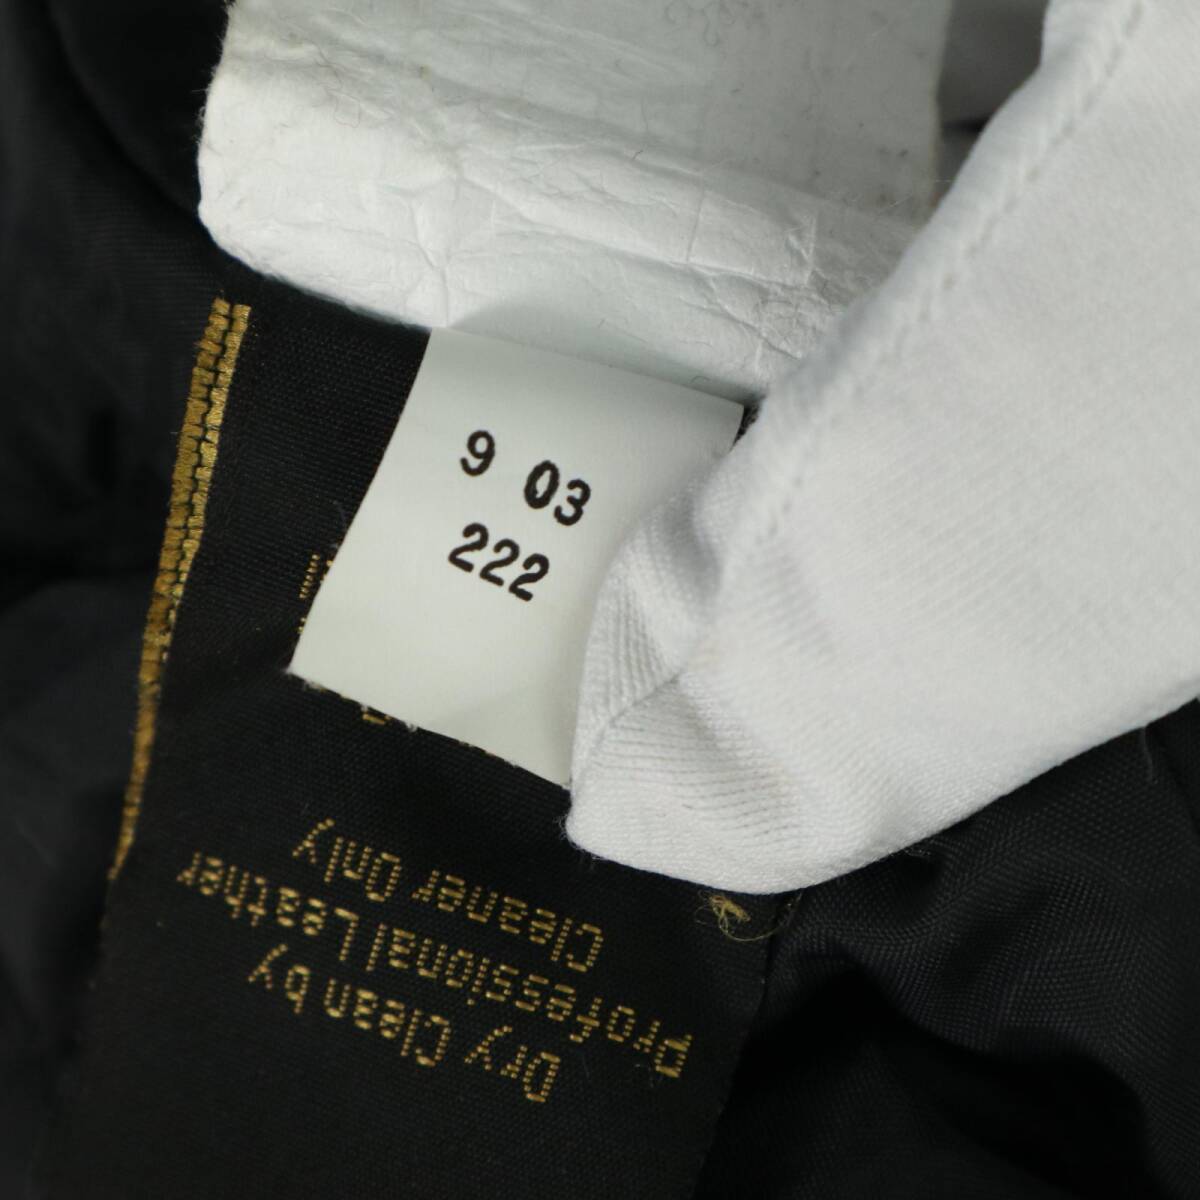 9 03
222
Dry Clean by
Professional Leather
Cleaner Only